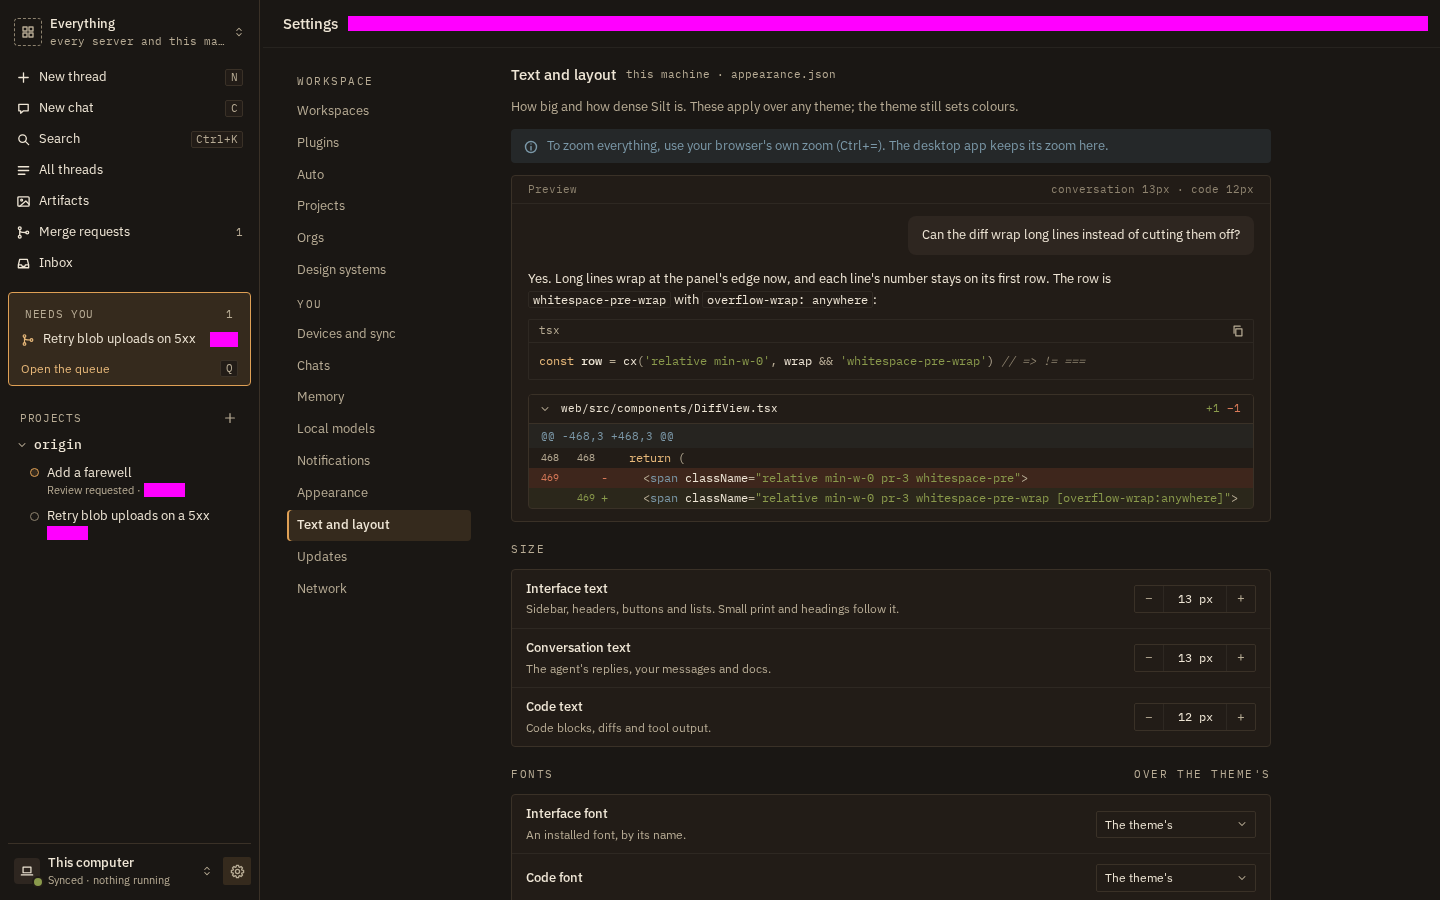 Everything
every server and this ma…
New thread N
New chat C
Search Ctrl+K
All threads
Artifacts
Merge requests 1
Inbox
NEEDS YOU 1
Retry blob uploads on 5xx
Open the queue Q
PROJECTS
origin
Add a farewell
Review requested ·
Retry blob uploads on a 5xx
This computer
Synced · nothing running
Settings
WORKSPACE
Workspaces
Plugins
Auto
Projects
Orgs
Design systems
YOU
Devices and sync
Chats
Memory
Local models
Notifications
Appearance
Text and layout
Updates
Network
Text and layout this machine · appearance.json
How big and how dense Silt is. These apply over any theme; the theme still sets colours.
To zoom everything, use your browser's own zoom (Ctrl+=). The desktop app keeps its zoom here.
Preview conversation 13px · code 12px
Can the diff wrap long lines instead of cutting them off?
Yes. Long lines wrap at the panel's edge now, and each line's number stays on its first row. The row is
whitespace-pre-wrap with overflow-wrap: anywhere:
tsx
const row = cx('relative min-w-0', wrap && 'whitespace-pre-wrap') // => != ===
web/src/components/DiffView.tsx +1 −1
@@ -468,3 +468,3 @@
468 468 return (
469 - <span className="relative min-w-0 pr-3 whitespace-pre">
469 + <span className="relative min-w-0 pr-3 whitespace-pre-wrap [overflow-wrap:anywhere]">
SIZE
Interface text
Sidebar, headers, buttons and lists. Small print and headings follow it.
− 13 px +
Conversation text
The agent's replies, your messages and docs.
− 13 px +
Code text
Code blocks, diffs and tool output.
− 12 px +
FONTS OVER THE THEME'S
Interface font
An installed font, by its name.
The theme's
Code font
The theme's